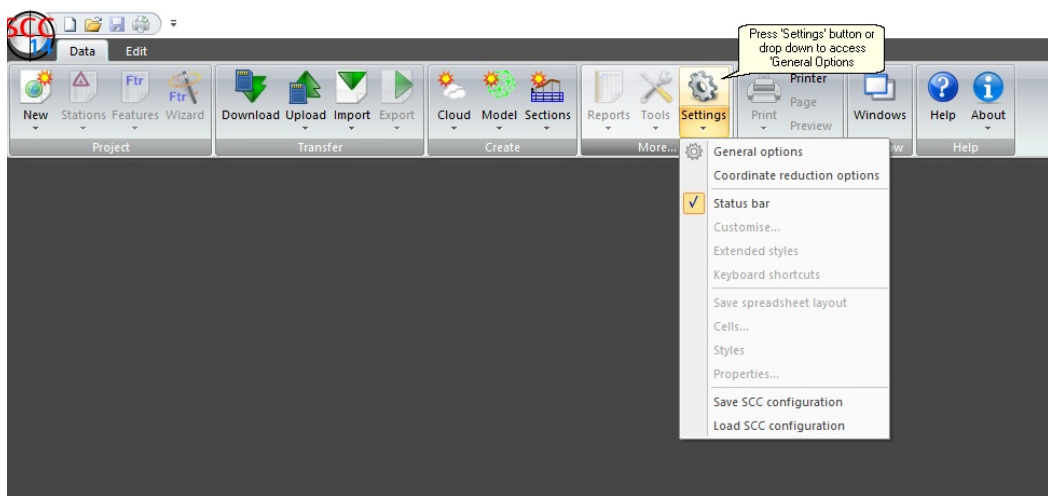 SCC
14
Press 'Settings' button or
drop down to access
'General Options
Data Edit
Ftr
Ftr
New Stations Features Wizard Download Upload Import Export Cloud Model Sections Reports Tools Settings Print Windows Help About
Printer
Page
Preview
Project Transfer Create More... w Help
General options
Coordinate reduction options
Status bar
Customise...
Extended styles
Keyboard shortcuts
Save spreadsheet layout
Cells...
Styles
Properties...
Save SCC configuration
Load SCC configuration